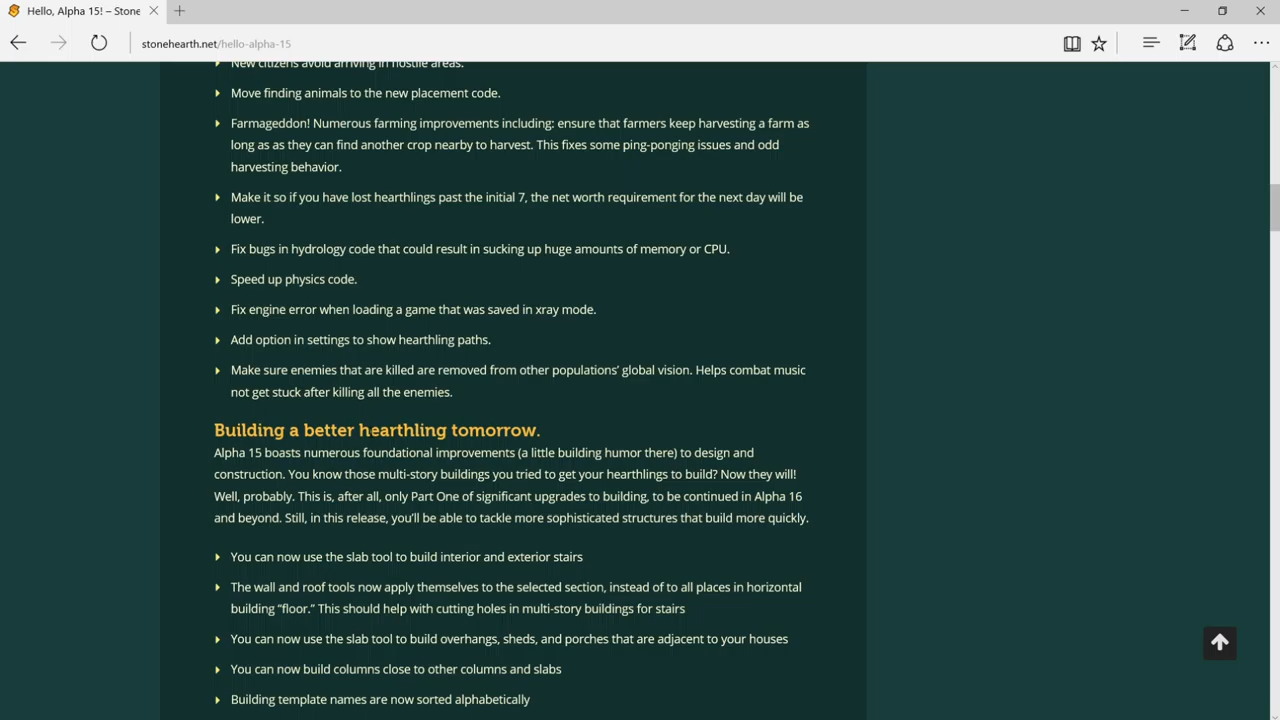 Hello, Alpha 15! – Stone
stonehearth.net/hello-alpha-15
New citizens avoid arriving in hostile areas.
Move finding animals to the new placement code.
Farmageddon! Numerous farming improvements including: ensure that farmers keep harvesting a farm as
long as as they can find another crop nearby to harvest. This fixes some ping-ponging issues and odd
harvesting behavior.
Make it so if you have lost hearthlings past the initial 7, the net worth requirement for the next day will be
lower.
Fix bugs in hydrology code that could result in sucking up huge amounts of memory or CPU.
Speed up physics code.
Fix engine error when loading a game that was saved in xray mode.
Add option in settings to show hearthling paths.
Make sure enemies that are killed are removed from other populations’ global vision. Helps combat music
not get stuck after killing all the enemies.
Building a better hearthling tomorrow.
Alpha 15 boasts numerous foundational improvements (a little building humor there) to design and
construction. You know those multi-story buildings you tried to get your hearthlings to build? Now they will!
Well, probably. This is, after all, only Part One of significant upgrades to building, to be continued in Alpha 16
and beyond. Still, in this release, you’ll be able to tackle more sophisticated structures that build more quickly.
You can now use the slab tool to build interior and exterior stairs
The wall and roof tools now apply themselves to the selected section, instead of to all places in horizontal
building “floor.” This should help with cutting holes in multi-story buildings for stairs
You can now use the slab tool to build overhangs, sheds, and porches that are adjacent to your houses
You can now build columns close to other columns and slabs
Building template names are now sorted alphabetically